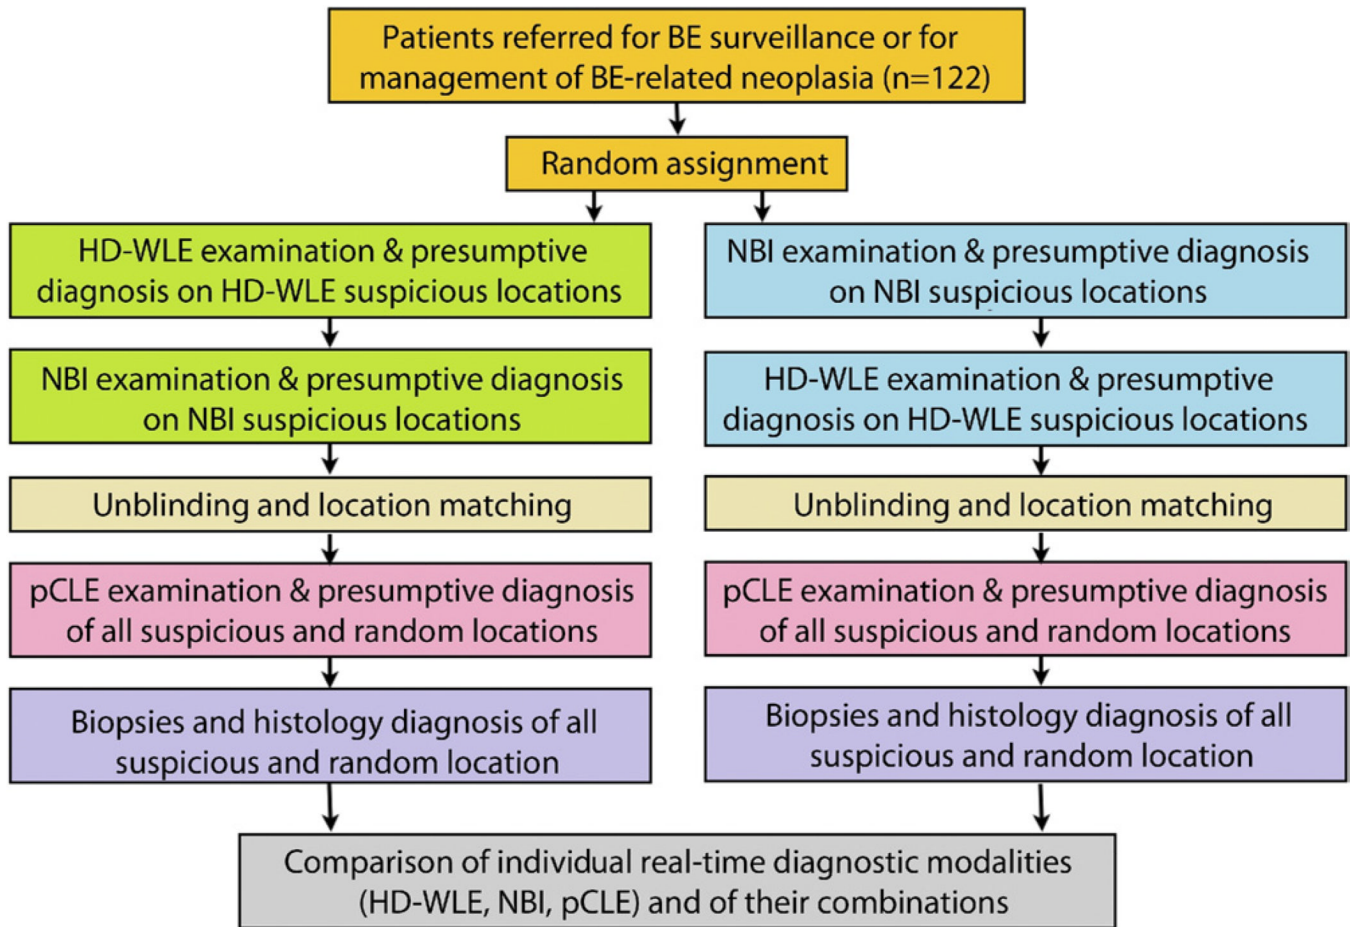 Patients referred for BE surveillance or for
management of BE-related neoplasia (n=122)
Random assignment
HD-WLE examination & presumptive
diagnosis on HD-WLE suspicious locations
NBI examination & presumptive diagnosis
on NBI suspicious locations
Unblinding and location matching
pCLE examination & presumptive diagnosis
of all suspicious and random locations
Biopsies and histology diagnosis of all
suspicious and random location
NBI examination & presumptive diagnosis
on NBI suspicious locations
HD-WLE examination & presumptive
diagnosis on HD-WLE suspicious locations
Unblinding and location matching
pCLE examination & presumptive diagnosis
of all suspicious and random locations
Biopsies and histology diagnosis of all
suspicious and random location
Comparison of individual real-time diagnostic modalities
(HD-WLE, NBI, pCLE) and of their combinations